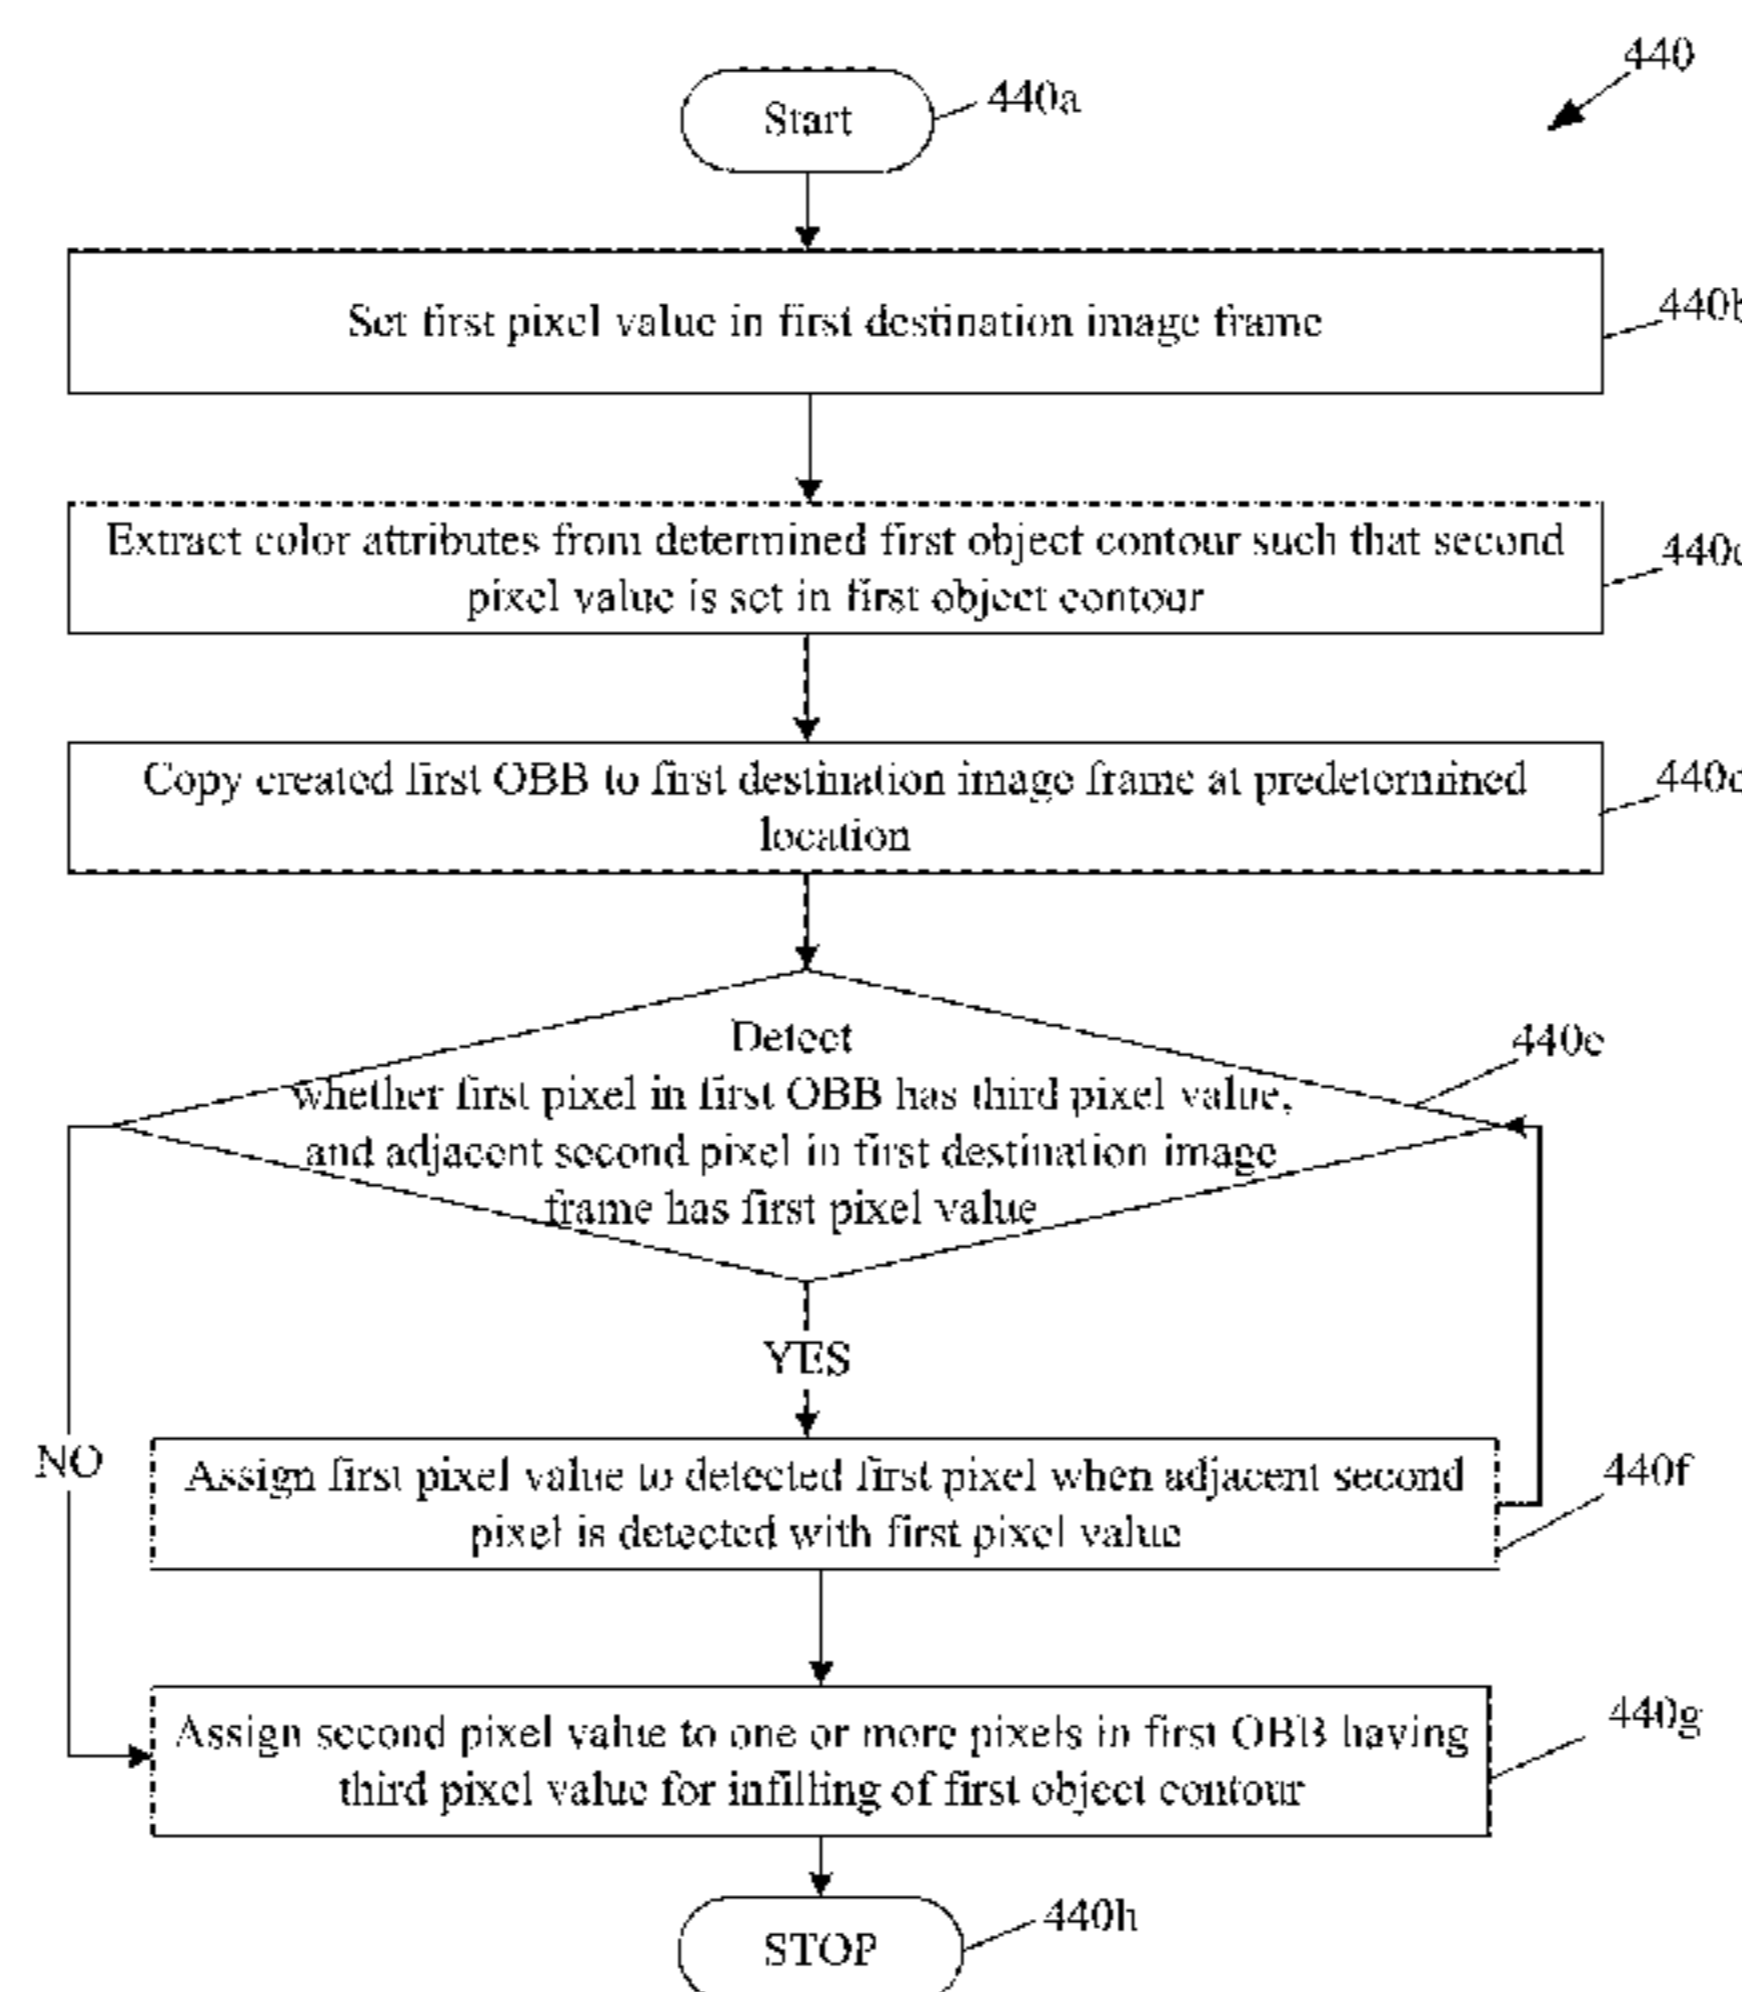 440
Start
440a
Set first pixel value in first destination image frame
440b
Extract color attributes from determined first object contour such that second
pixel value is set in first object contour
Copy created first OBB to first destination image frame at predetermined
location
Detect
whether first pixel in first OBB has third pixel value,
and adjacent second pixel in first destination image
frame has first pixel value
440e
YES
NO
Assign first pixel value to detected first pixel when adjacent second
pixel is detected with first pixel value
440f
Assign second pixel value to one or more pixels in first OBB having
third pixel value for infilling of first object contour
440g
STOP
440h